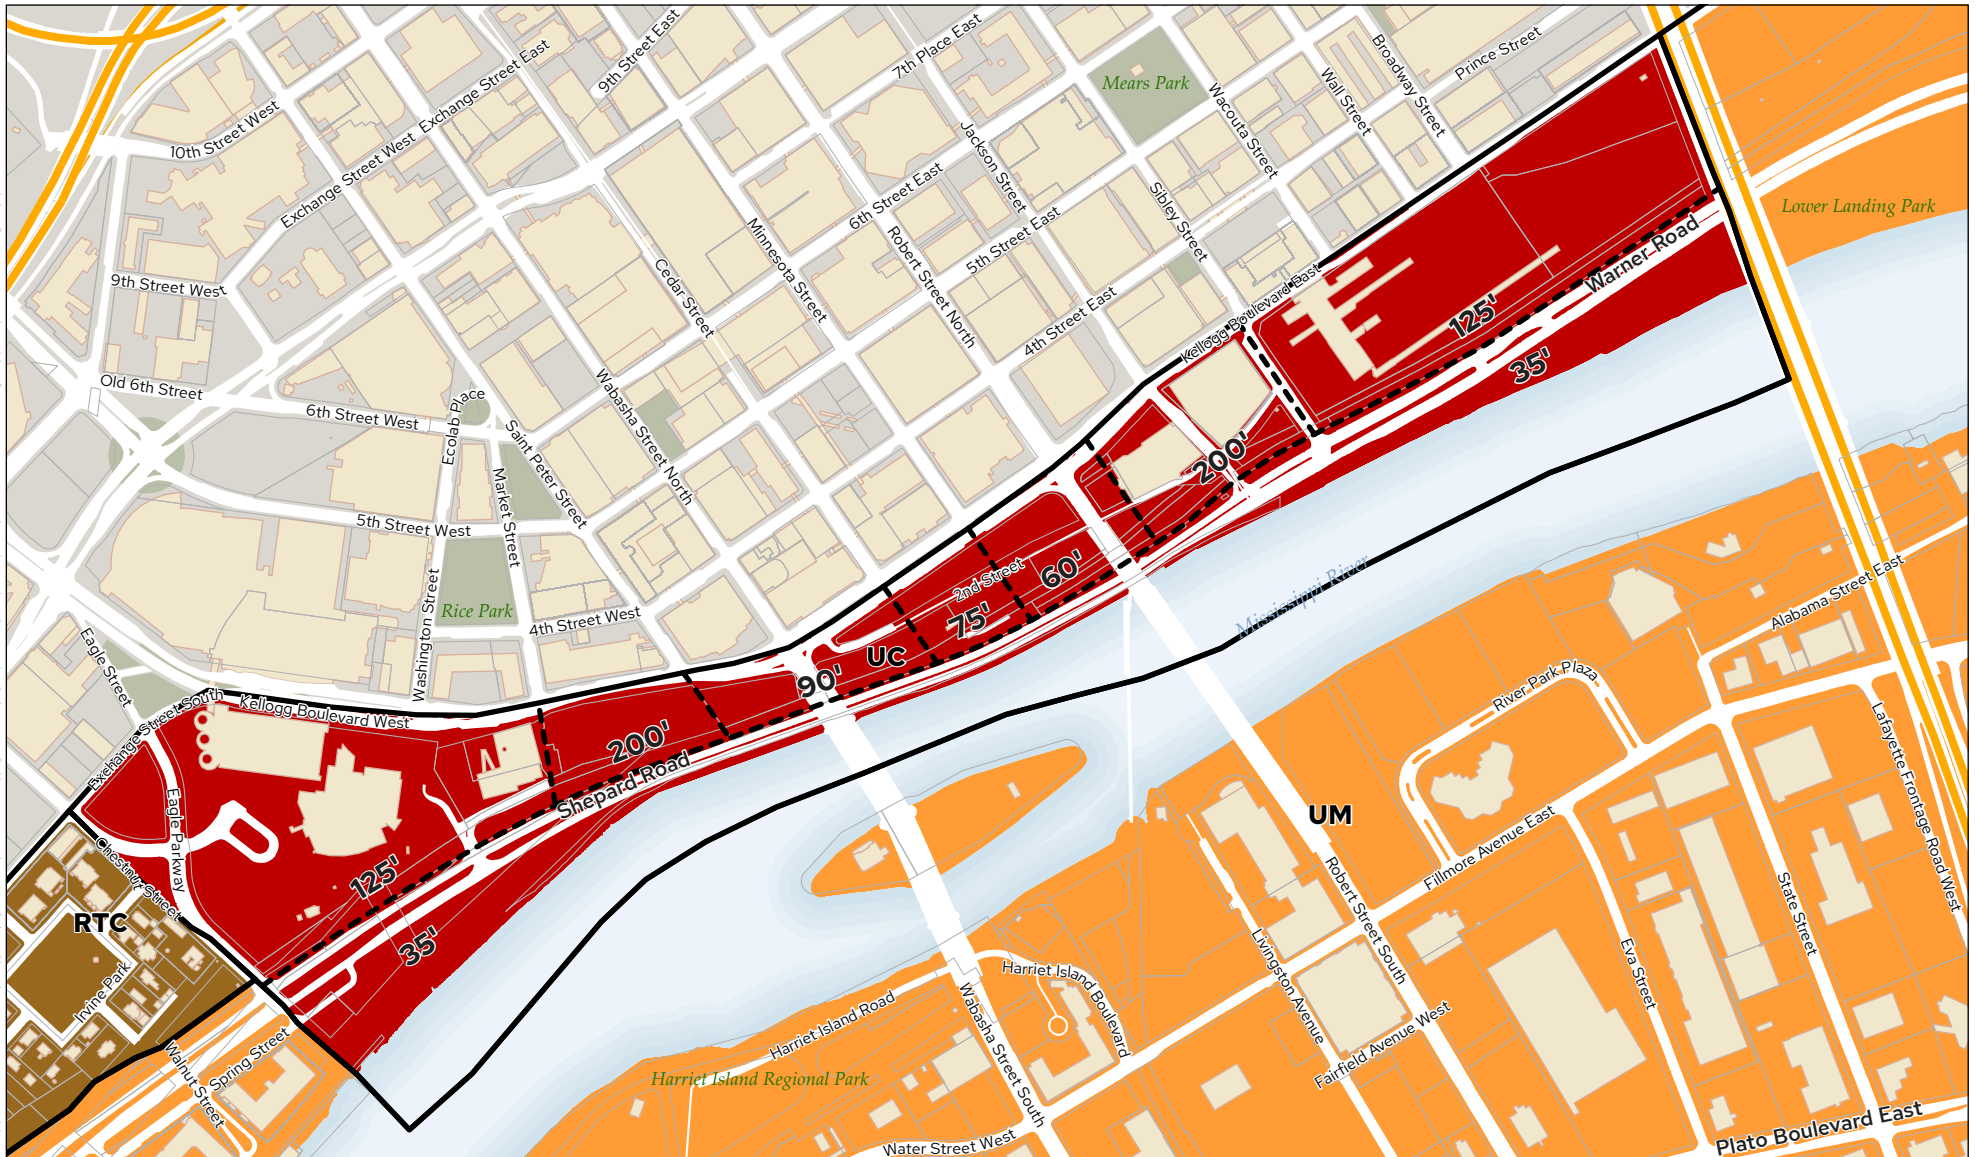 9th Street East
7th Place East
Prince Street
Broadway Street
Mears Park
Wall Street
Wacouta Street
Exchange Street East
10th Street West
Exchange Street West
Jackson Street
6th Street East
Sibley Street
Lower Landing Park
Minnesota Street
Robert Street North
5th Street East
Warner Road
Cedar Street
9th Street West
4th Street East
Kellogg Boulevard East
125'
35'
Old 6th Street
6th Street West
Ecolab Place
Saint Peter Street
Wabasha Street North
Market Street
200'
5th Street West
2nd Street
60'
75'
Mississippi River
Rice Park
4th Street West
Washington Street
Eagle Street
UC
90'
Alabama Street East
River Park Plaza
Exchange Street South
Kellogg Boulevard West
200'
Shepard Road
Lafayette Frontage Road West
UM
Eagle Parkway
Fillmore Avenue East
Chestnut Street
125'
35'
RTC
Robert Street South
State Street
Livingston Avenue
Eva Street
Irvine Park
Harriet Island Boulevard
Harriet Island Road
Wabasha Street South
Fairfield Avenue West
Spring Street
Walnut Street
Harriet Island Regional Park
Water Street West
Plato Boulevard East